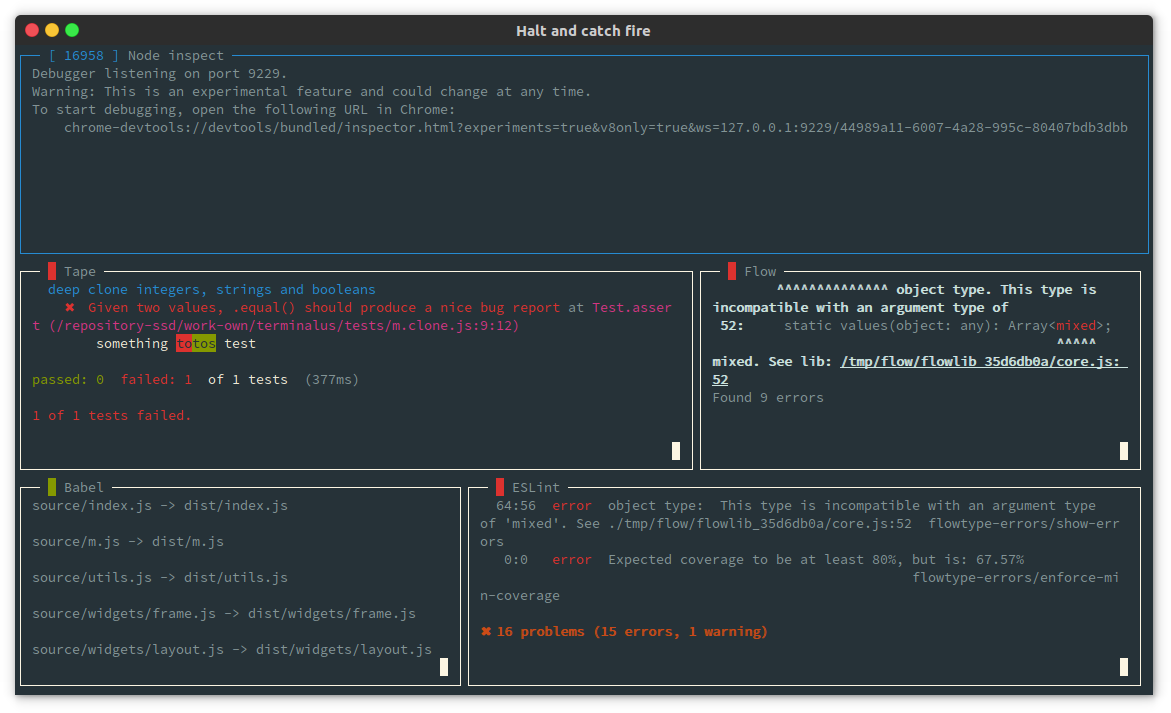 Halt and catch fire
[ 16958 ] Node inspect
Debugger listening on port 9229.
Warning: This is an experimental feature and could change at any time.
To start debugging, open the following URL in Chrome:
chrome-devtools://devtools/bundled/inspector.html?experiments=true&v8only=true&ws=127.0.0.1:9229/44989a11-6007-4a28-995c-80407bdb3dbb
Tape
deep clone integers, strings and booleans
✖ Given two values, .equal() should produce a nice bug report at Test.asser
t (/repository-ssd/work-own/terminalus/tests/m.clone.js:9:12)
something totos test
passed: 0 failed: 1 of 1 tests (377ms)
1 of 1 tests failed.
Flow
^^^^^^^^^^^^^^ object type. This type is
incompatible with an argument type of
52: static values(object: any): Array<mixed>;
^^^^^
mixed. See lib: /tmp/flow/flowlib_35d6db0a/core.js:
52
Found 9 errors
Babel
source/index.js -> dist/index.js
source/m.js -> dist/m.js
source/utils.js -> dist/utils.js
source/widgets/frame.js -> dist/widgets/frame.js
source/widgets/layout.js -> dist/widgets/layout.js
ESLint
64:56 error object type: This type is incompatible with an argument type
of 'mixed'. See ./tmp/flow/flowlib_35d6db0a/core.js:52 flowtype-errors/show-err
ors
0:0 error Expected coverage to be at least 80%, but is: 67.57%
flowtype-errors/enforce-mi
n-coverage
✖ 16 problems (15 errors, 1 warning)